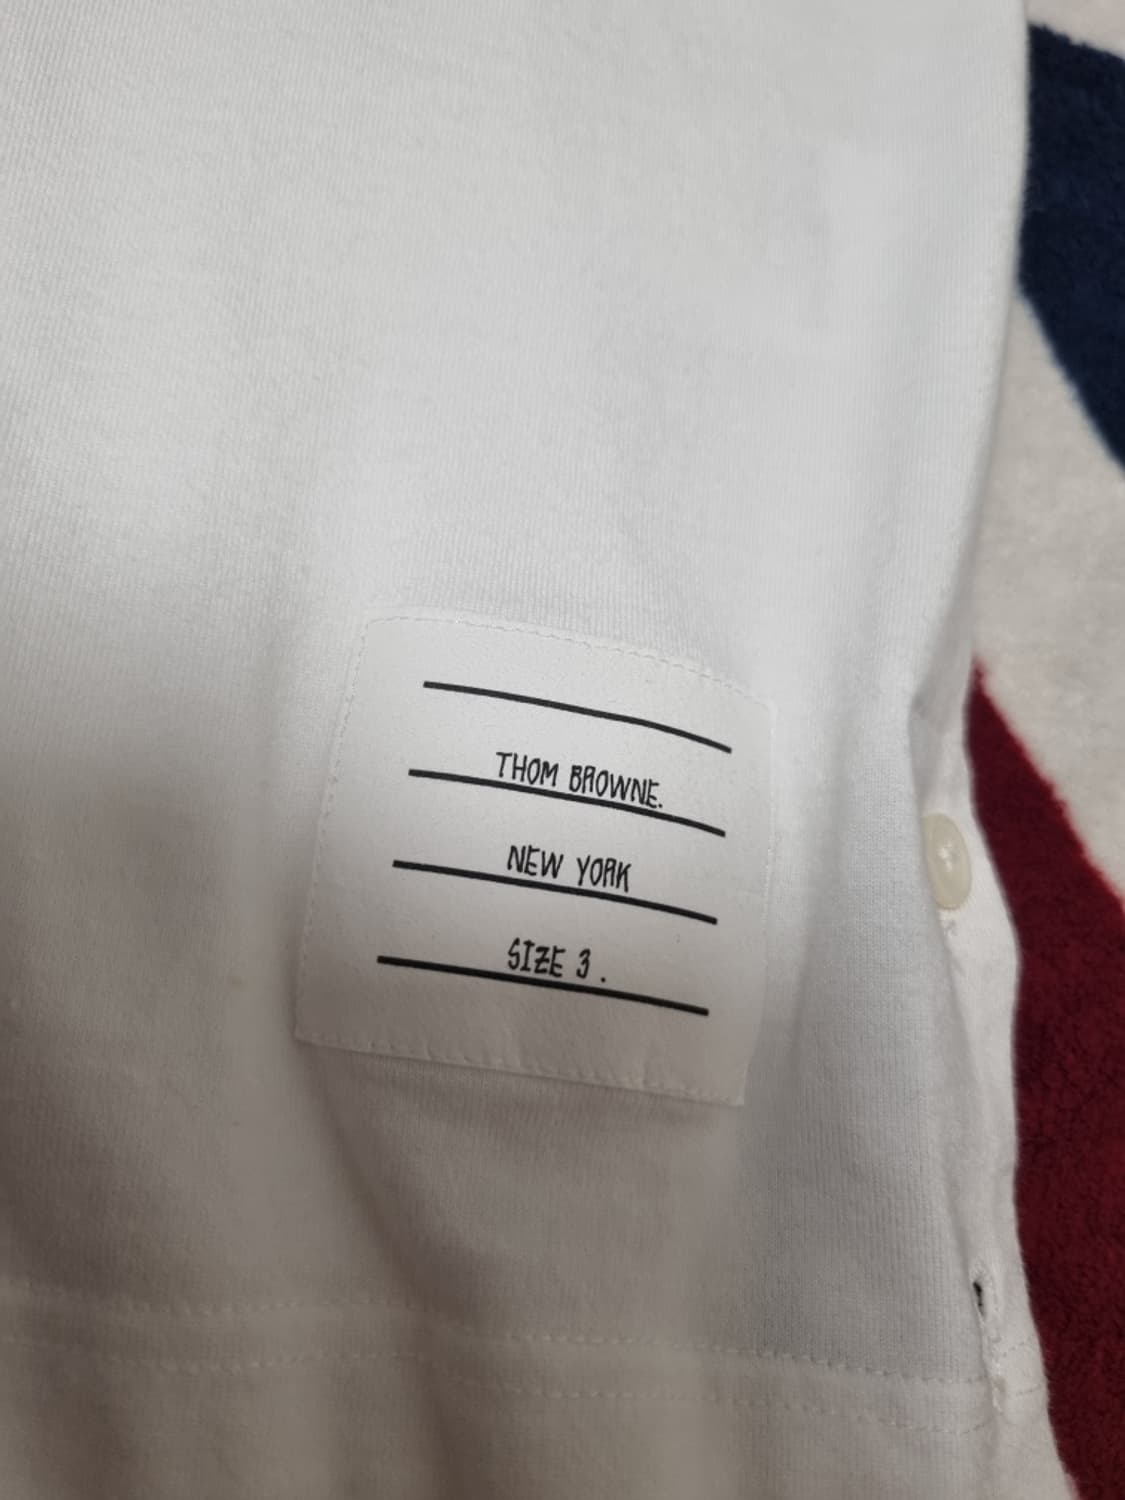 THOM BROWNE.
NEW YORK
SIZE 3 .